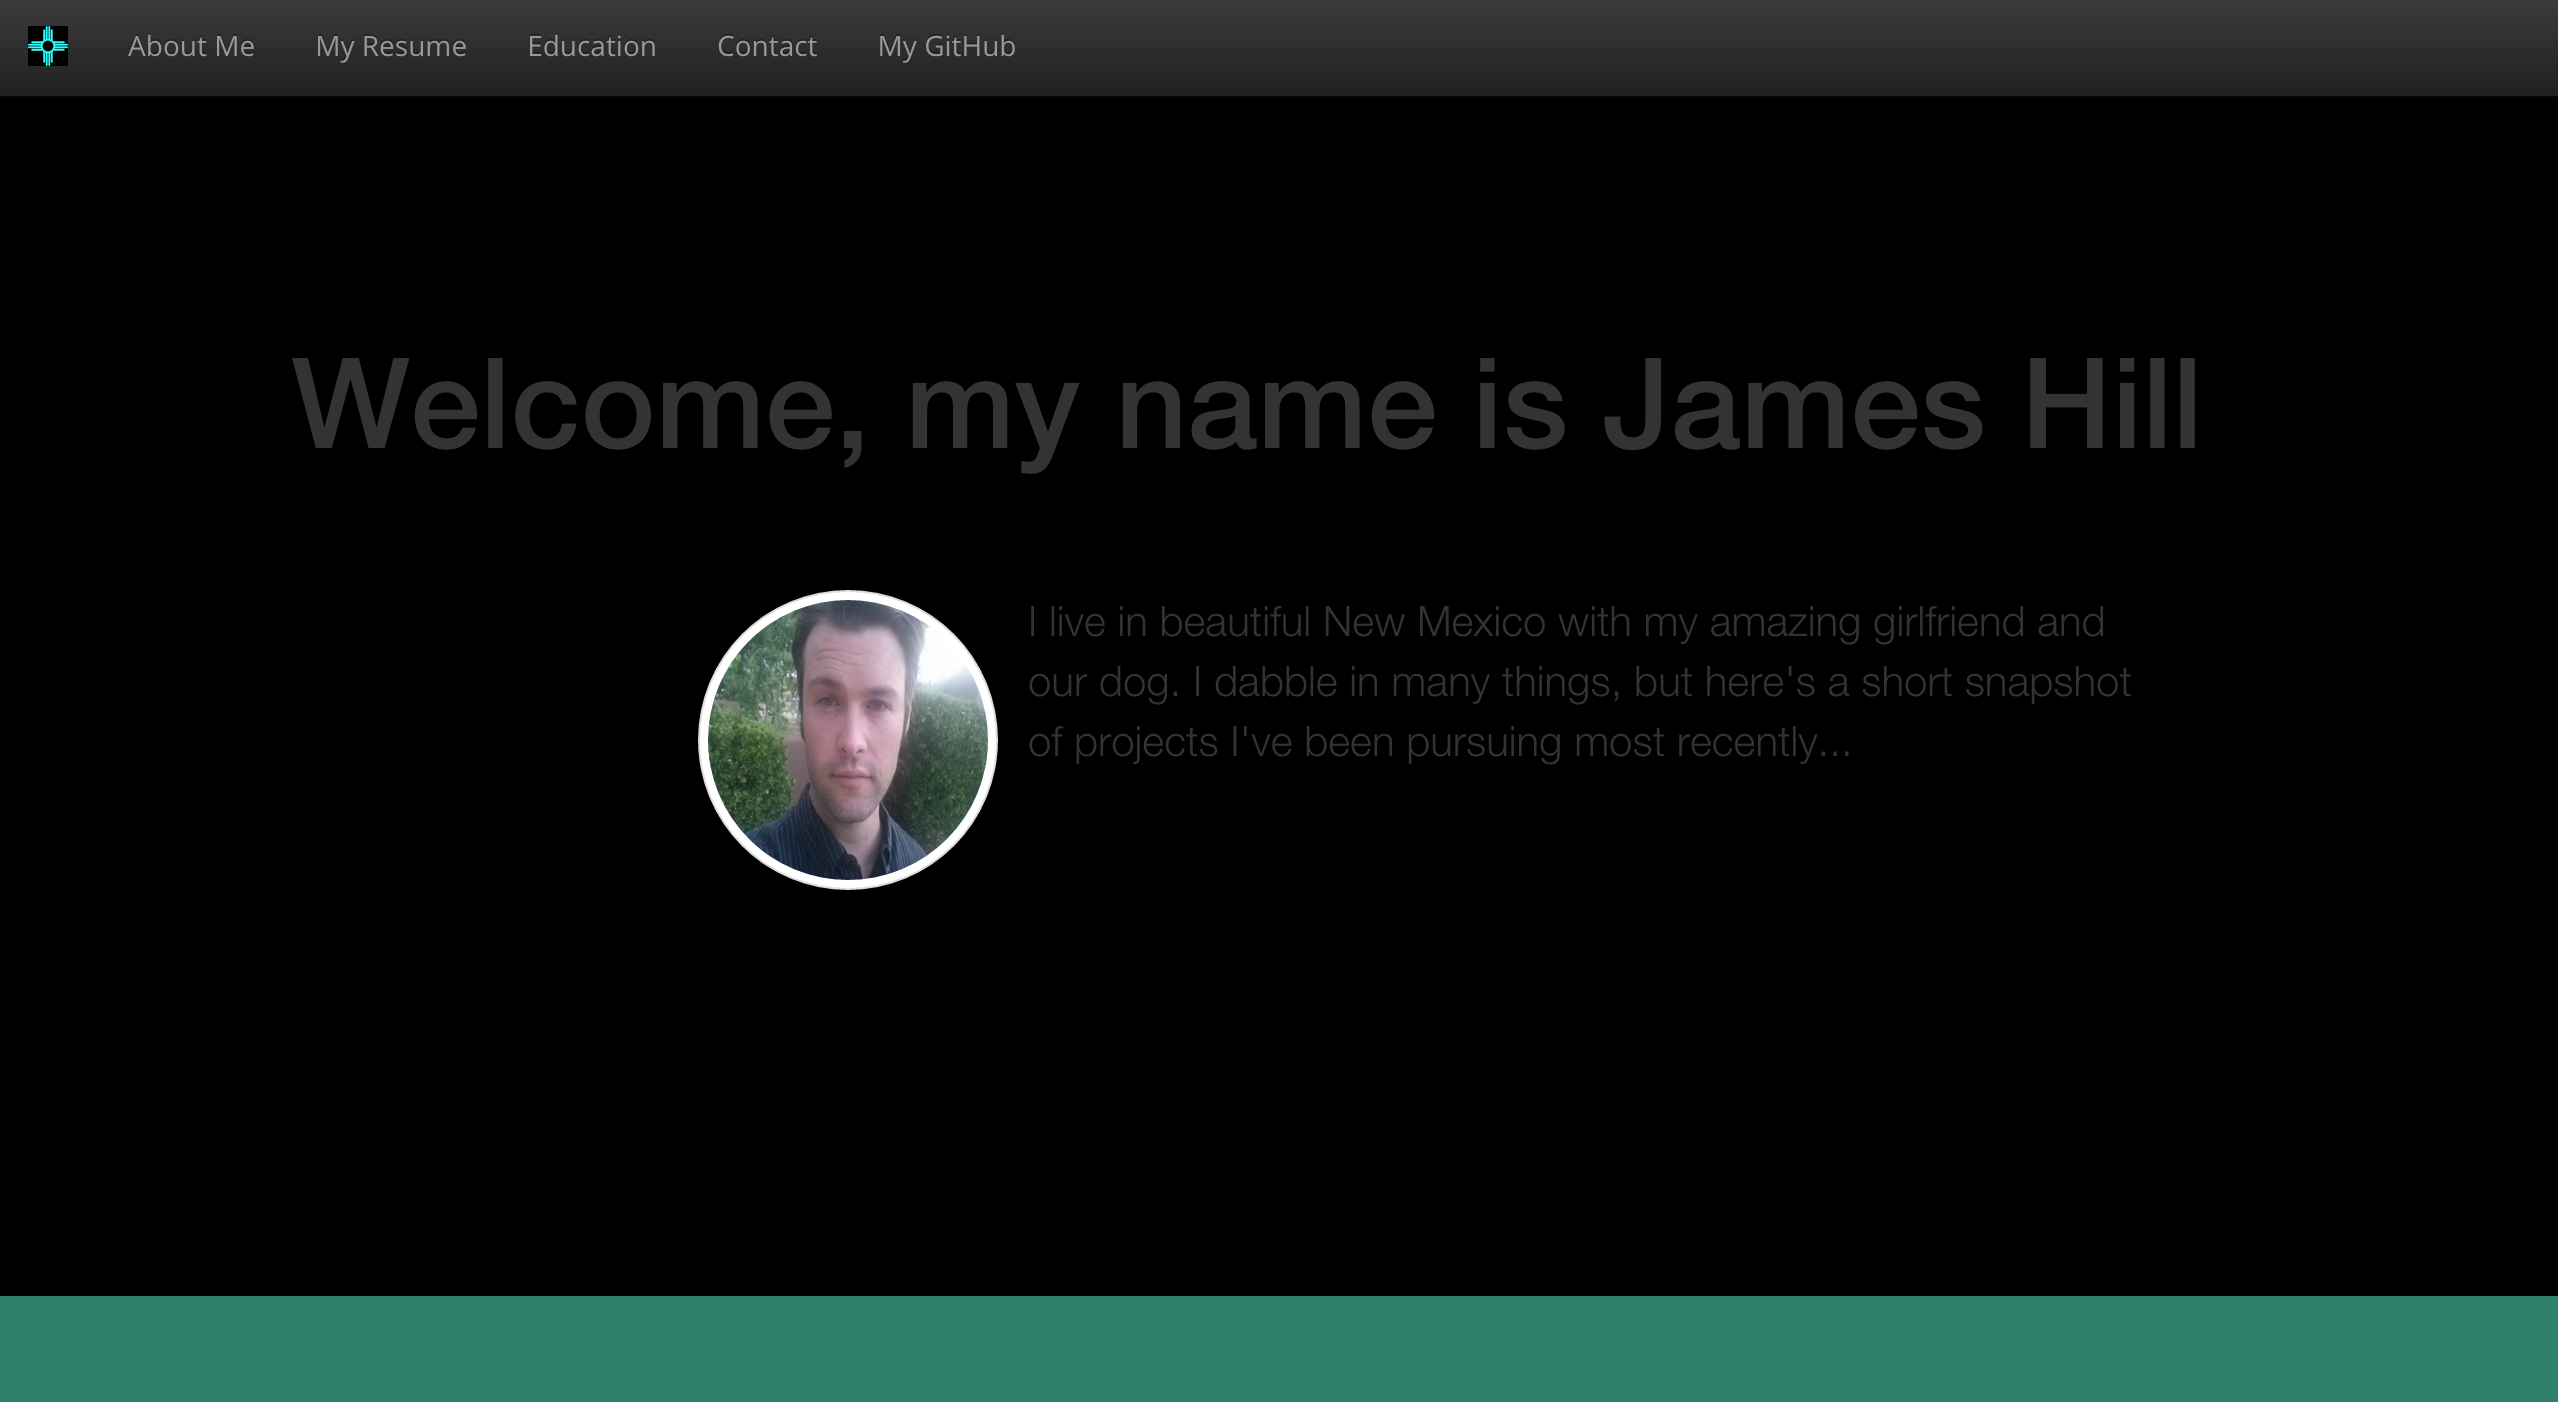 About Me My Resume Education Contact My GitHub
Welcome, my name is James Hill
I live in beautiful New Mexico with my amazing girlfriend and
our dog. I dabble in many things, but here's a short snapshot
of projects I've been pursuing most recently...